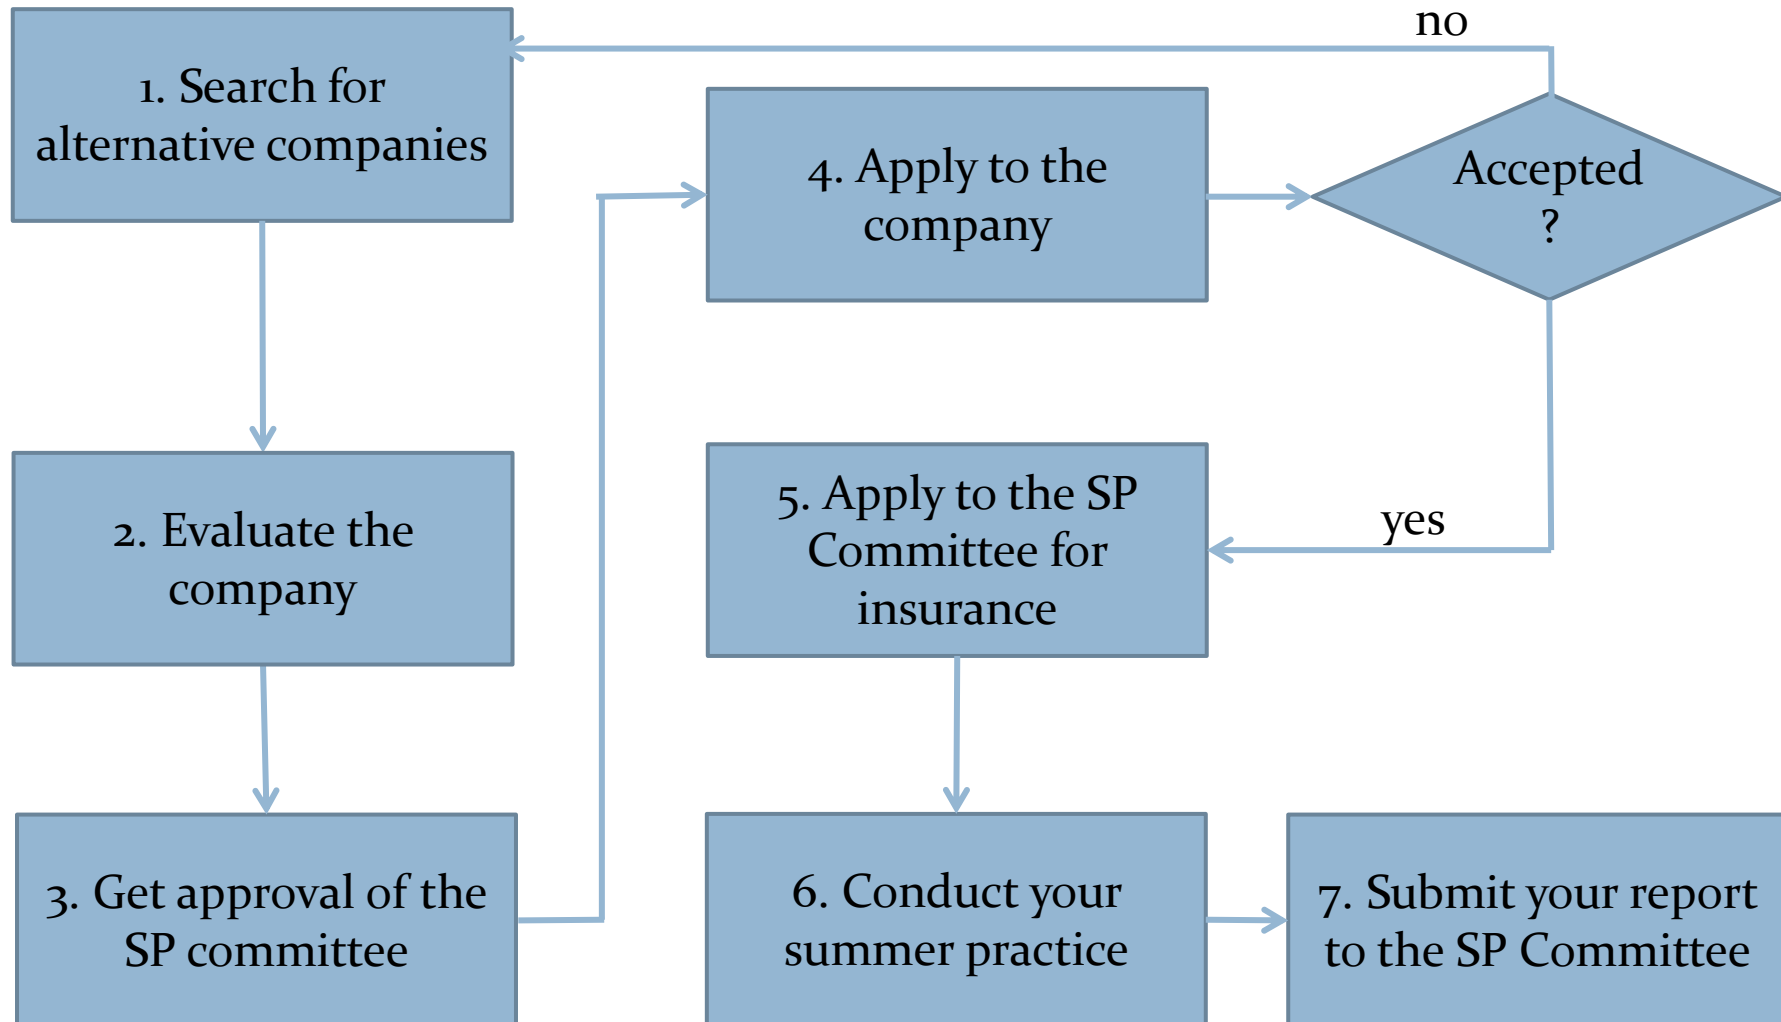 no
1. Search for
alternative companies
4. Apply to the
company
Accepted
?
2. Evaluate the
company
5. Apply to the SP
Committee for
insurance
yes
3. Get approval of the
SP committee
6. Conduct your
summer practice
7. Submit your report
to the SP Committee